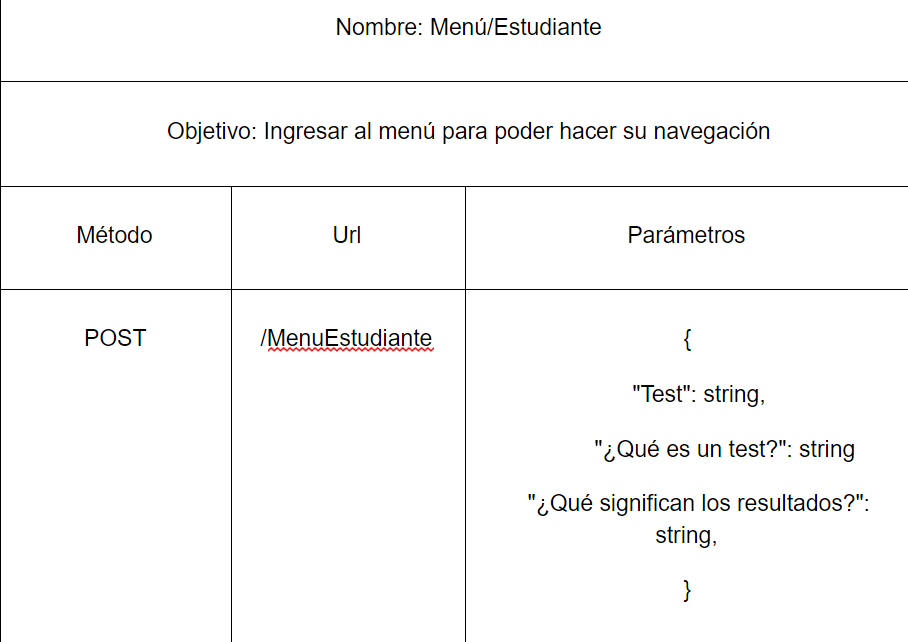 Nombre: Menú/Estudiante
Objetivo: Ingresar al menú para poder hacer su navegación
Método
Url
Parámetros
POST
/MenuEstudiante
{
"Test": string,
"¿Qué es un test?": string
"¿Qué significan los resultados?":
string,
}